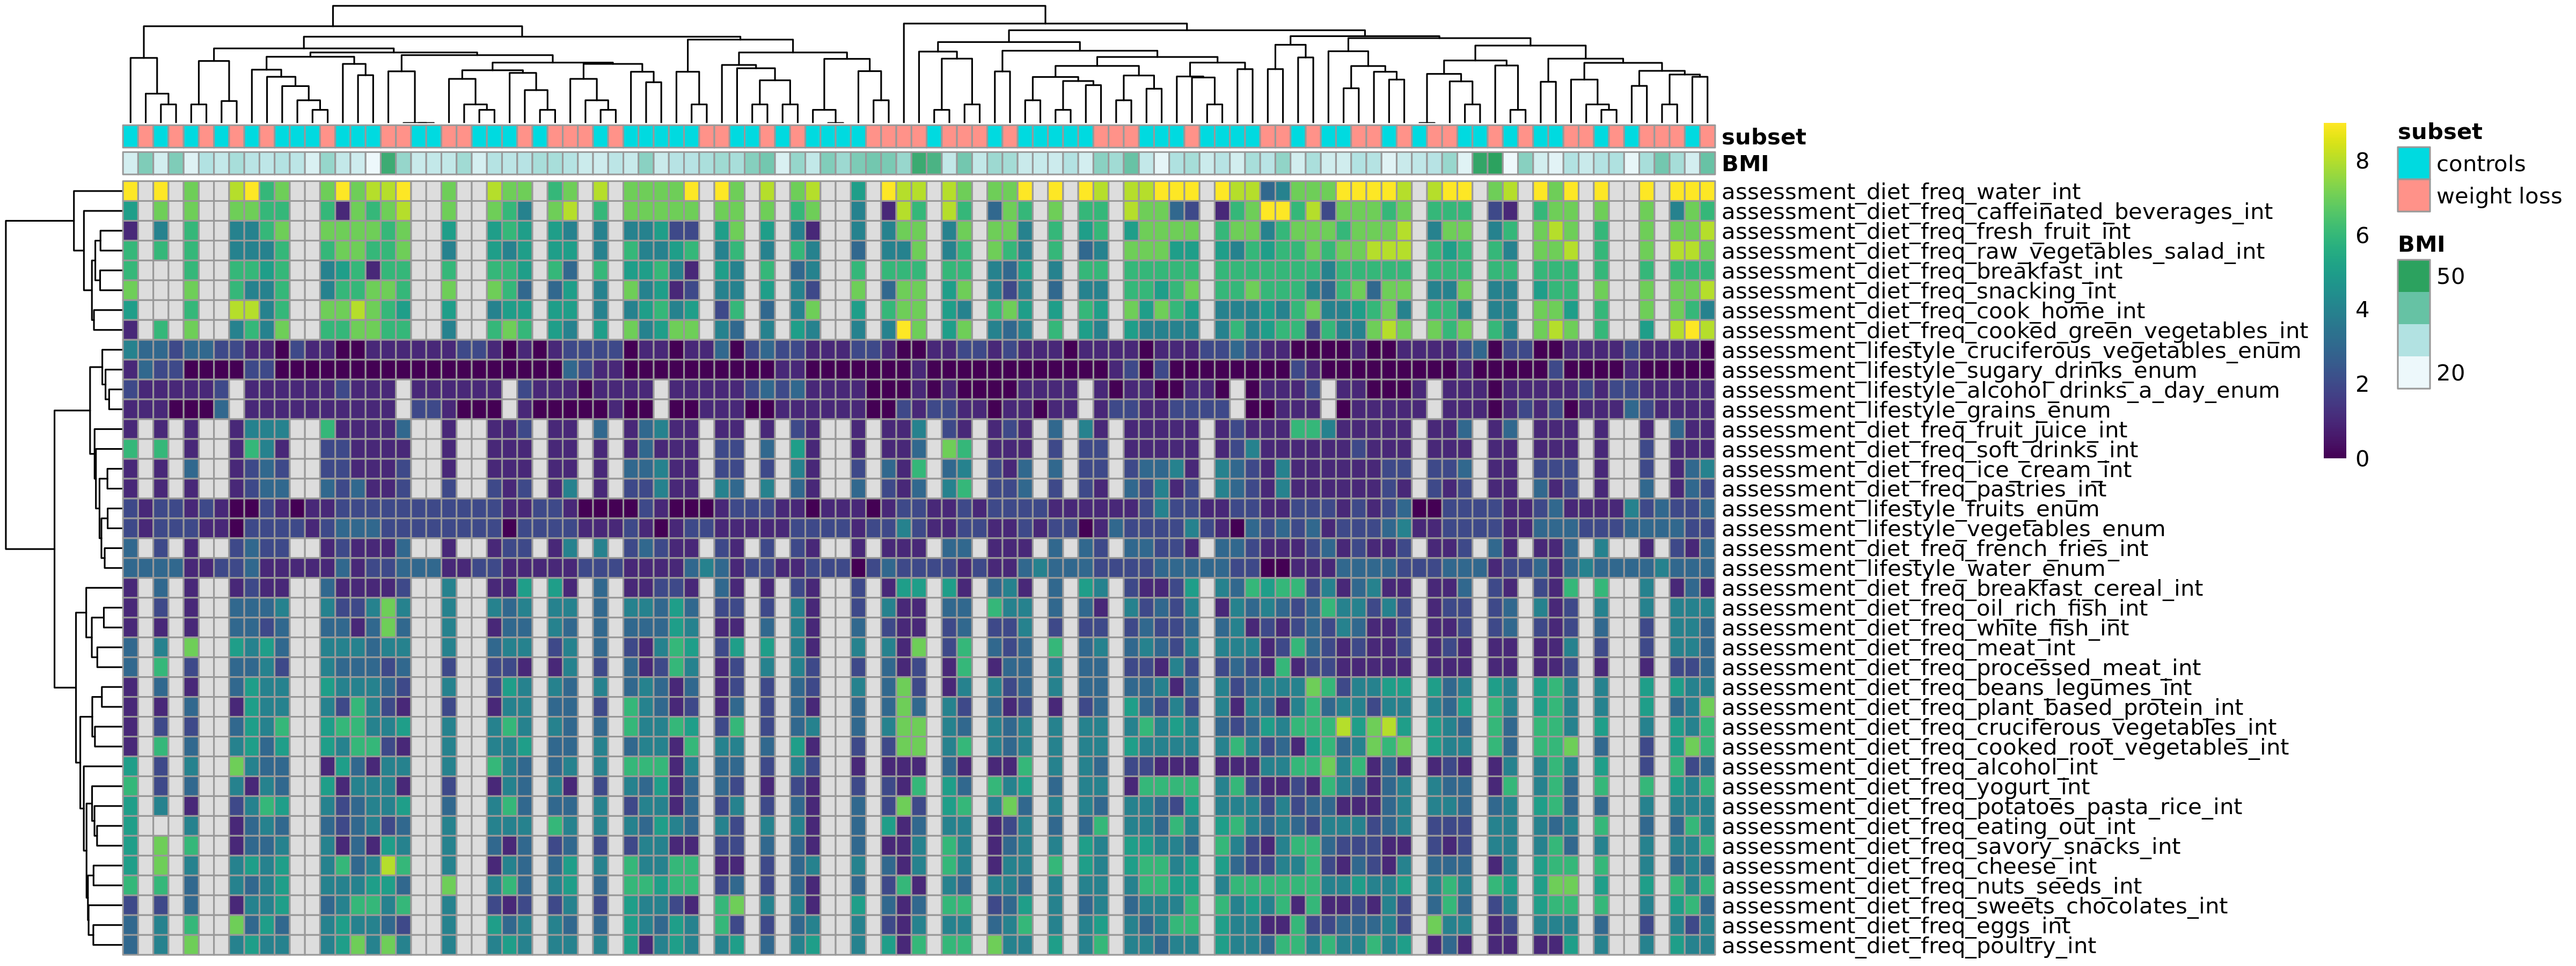 subset
BMI
assessment_diet_freq_water_int
assessment_diet_freq_caffeinated_beverages_int
assessment_diet_freq_fresh_fruit_int
assessment_diet_freq_raw_vegetables_salad_int
assessment_diet_freq_breakfast_int
assessment_diet_freq_snacking_int
assessment_diet_freq_cook_home_int
assessment_diet_freq_cooked_green_vegetables_int
assessment_lifestyle_cruciferous_vegetables_enum
assessment_lifestyle_sugary_drinks_enum
assessment_lifestyle_alcohol_drinks_a_day_enum
assessment_lifestyle_grains_enum
assessment_diet_freq_fruit_juice_int
assessment_diet_freq_soft_drinks_int
assessment_diet_freq_ice_cream_int
assessment_diet_freq_pastries_int
assessment_lifestyle_fruits_enum
assessment_lifestyle_vegetables_enum
assessment_diet_freq_french_fries_int
assessment_lifestyle_water_enum
assessment_diet_freq_breakfast_cereal_int
assessment_diet_freq_oil_rich_fish_int
assessment_diet_freq_white_fish_int
assessment_diet_freq_meat_int
assessment_diet_freq_processed_meat_int
assessment_diet_freq_beans_legumes_int
assessment_diet_freq_plant_based_protein_int
assessment_diet_freq_cruciferous_vegetables_int
assessment_diet_freq_cooked_root_vegetables_int
assessment_diet_freq_alcohol_int
assessment_diet_freq_yogurt_int
assessment_diet_freq_potatoes_pasta_rice_int
assessment_diet_freq_eating_out_int
assessment_diet_freq_savory_snacks_int
assessment_diet_freq_cheese_int
assessment_diet_freq_nuts_seeds_int
assessment_diet_freq_sweets_chocolates_int
assessment_diet_freq_eggs_int
assessment_diet_freq_poultry_int
8
6
4
2
0
subset
controls
weight loss
BMI
50
20